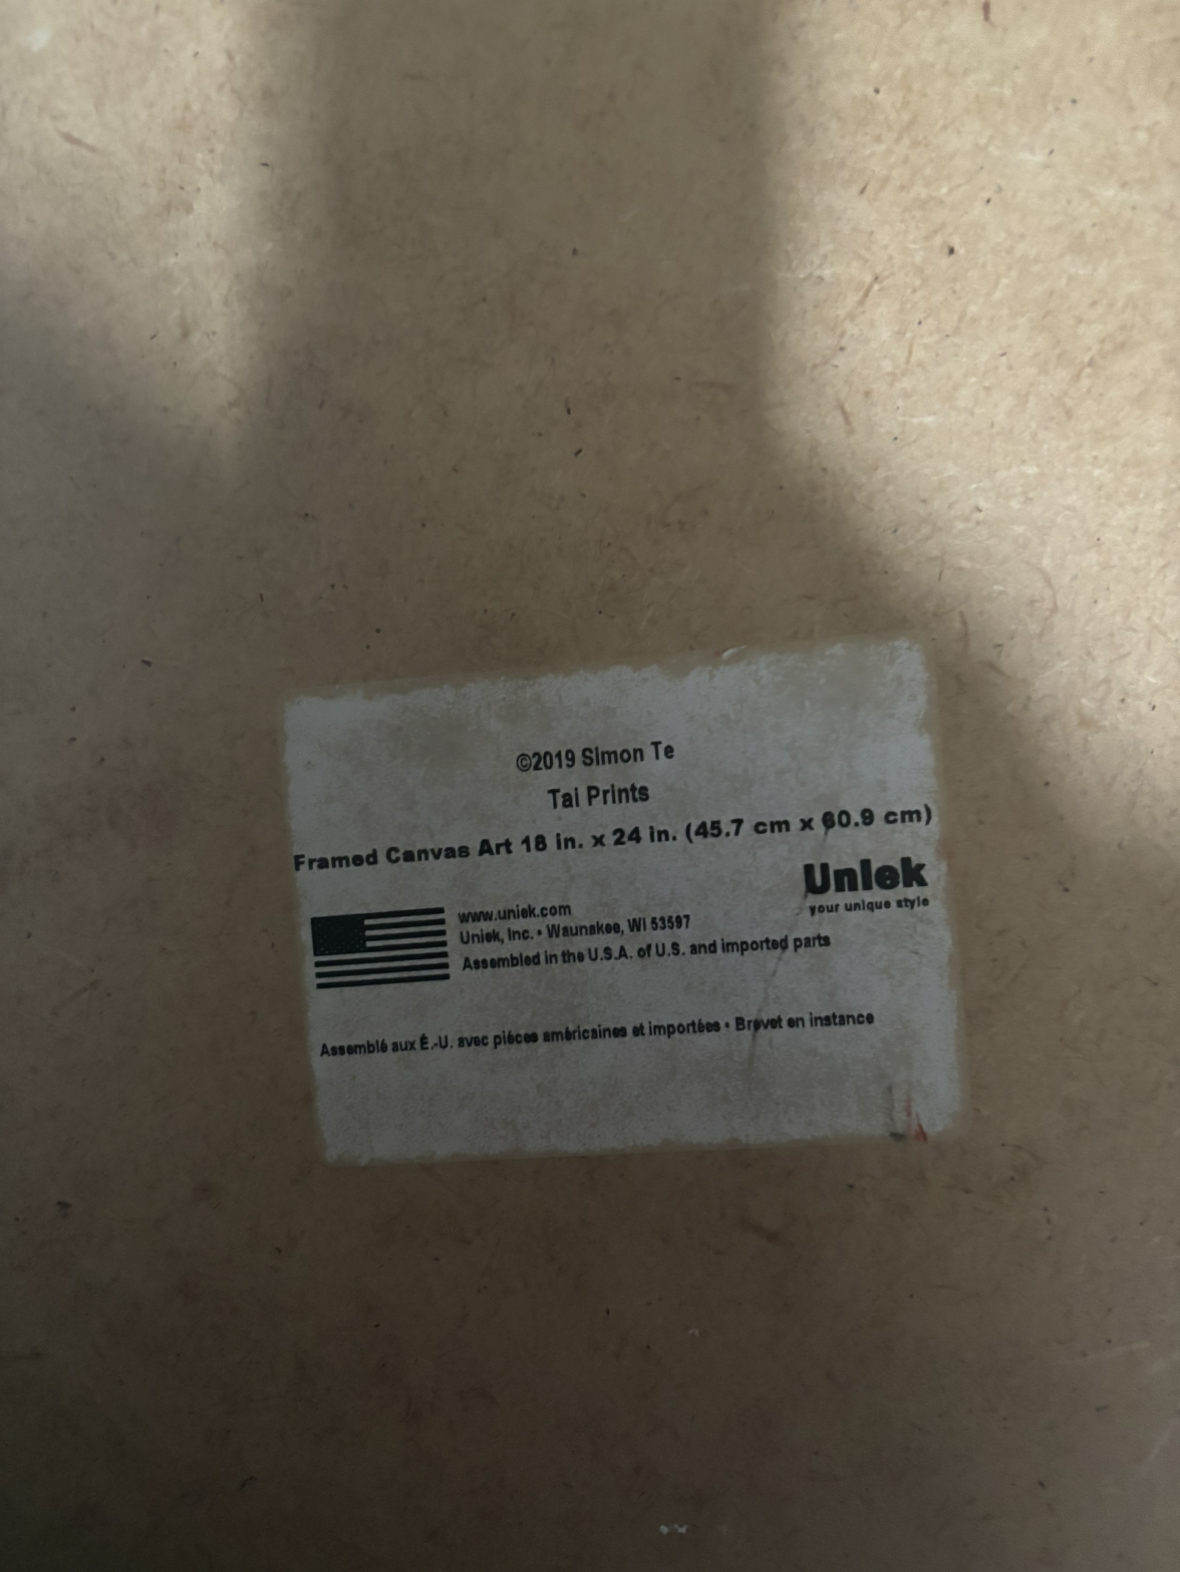 ©2019 Simon Te
Tai Prints
Framed Canvas Art 18 in. x 24 in. (45.7 cm x 60.9 cm)
Uniek
your unique style
www.uniek.com
Uniek, Inc. • Waunakee, WI 53597
Assembled in the U.S.A. of U.S. and imported parts
Assemblé aux É.-U. avec pièces américaines et importées • Brevet en instance